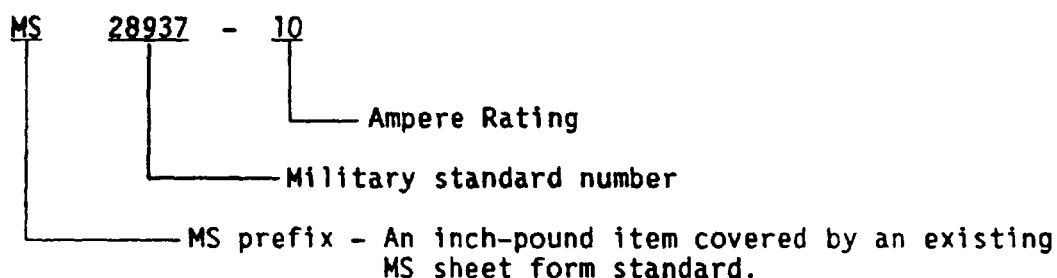 MS 28937 - 10
Ampere Rating
Military standard number
MS prefix - An inch-pound item covered by an existing
MS sheet form standard.